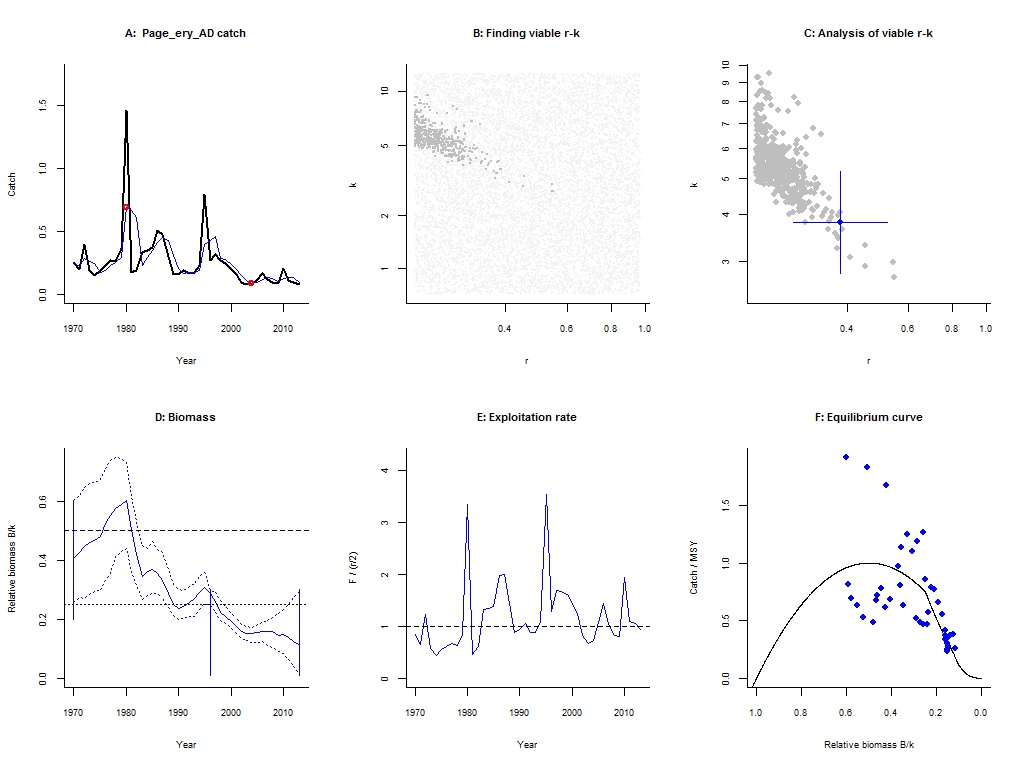 A: Page_ery_AD catch
B: Finding viable r-k
C: Analysis of viable r-k
Catch
0.0 0.5 1.0 1.5
1970 1980 1990 2000 2010
Year
k
1 2 5 10
0.4 0.6 0.8 1.0
r
k
3 4 5 6 7 8 9 10
0.4 0.6 0.8 1.0
r
D: Biomass
E: Exploitation rate
F: Equilibrium curve
Relative biomass B/k
0.0 0.2 0.4 0.6
1970 1980 1990 2000 2010
Year
F / (r/2)
0 1 2 3 4
1970 1980 1990 2000 2010
Year
Catch / MSY
0.0 0.5 1.0 1.5
1.0 0.8 0.6 0.4 0.2 0.0
Relative biomass B/k